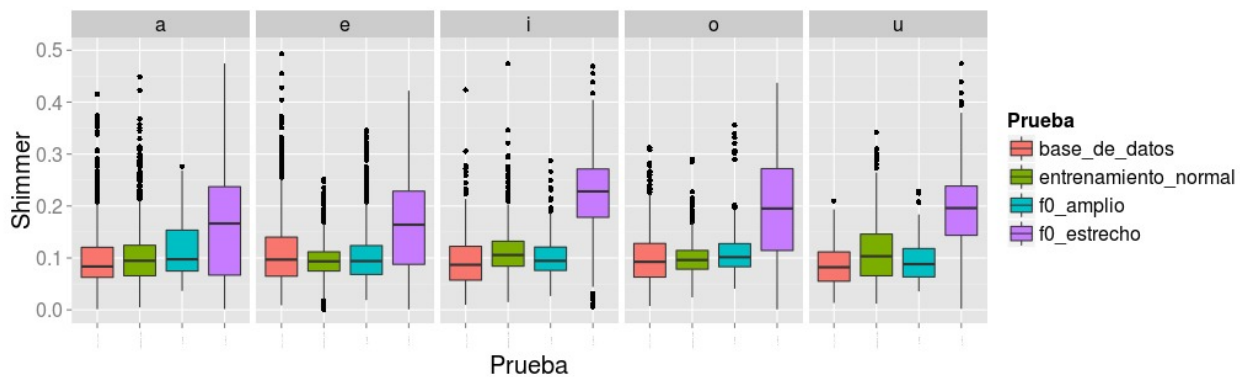 a e i o u
0.5
0.4
0.3
0.2
0.1
0.0
Shimmer
Prueba
Prueba
base_de_datos
entrenamiento_normal
f0_amplio
f0_estrecho